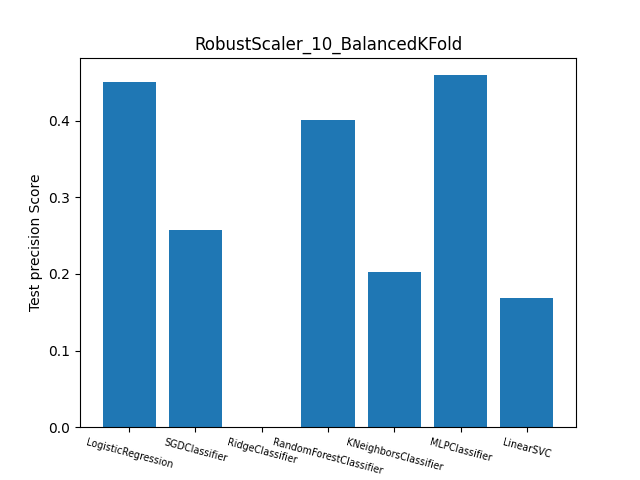 RobustScaler_10_BalancedKFold
Test precision Score
0.4
0.3
0.2
0.1
0.0
LogisticRegression
SGDClassifier
RidgeClassifier
RandomForestClassifier
KNeighborsClassifier
MLPClassifier
LinearSVC